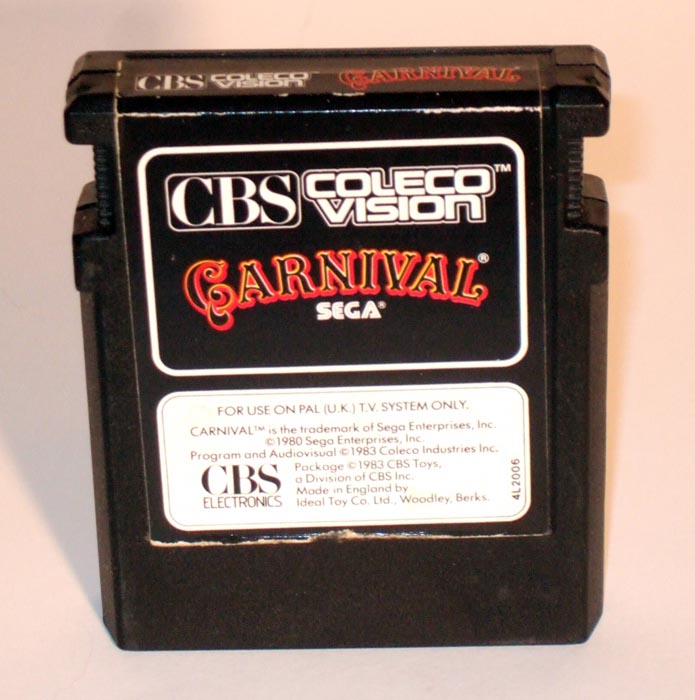 CBS COLECO VISION™ CARNIVAL®
CBS COLECO VISION™
CARNIVAL®
SEGA®
FOR USE ON PAL (U.K.) T.V. SYSTEM ONLY.
CARNIVAL™ is the trademark of Sega Enterprises, Inc.
©1980 Sega Enterprises, Inc.
Program and Audiovisual ©1983 Coleco Industries Inc.
CBS ELECTRONICS
Package ©1983 CBS Toys,
a Division of CBS Inc.
Made in England by
Ideal Toy Co. Ltd., Woodley, Berks.
4L2006